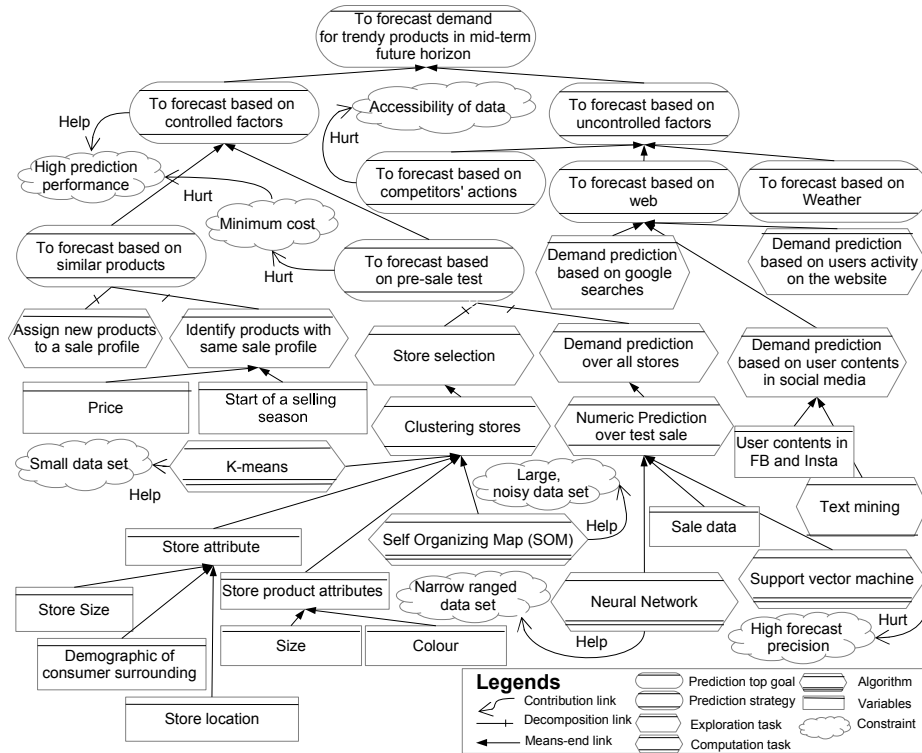 To forecast demand
for trendy products in mid-term
future horizon
To forecast based on
controlled factors
Accessibility of data
To forecast based on
uncontrolled factors
Help
Hurt
High prediction
performance
Hurt
Minimum cost
To forecast based on
competitors' actions
To forecast based on
web
To forecast based on
Weather
To forecast based on
similar products
Hurt
To forecast based
on pre-sale test
Demand prediction
based on google
searches
Demand prediction
based on users activity
on the website
Assign new products
to a sale profile
Identify products with
same sale profile
Store selection
Demand prediction
over all stores
Demand prediction
based on user contents
in social media
Price
Start of a selling
season
Clustering stores
Numeric Prediction
over test sale
User contents in
FB and Insta
Small data set
Help
K-means
Large,
noisy data set
Help
Text mining
Store attribute
Self Organizing Map (SOM)
Sale data
Store product attributes
Narrow ranged
data set
Neural Network
Support vector machine
Store Size
Size
Colour
Help
High forecast
precision
Hurt
Demographic of
consumer surrounding
Store location
Legends
Contribution link
Decomposition link
Means-end link
Prediction top goal
Prediction strategy
Exploration task
Computation task
Algorithm
Variables
Constraint